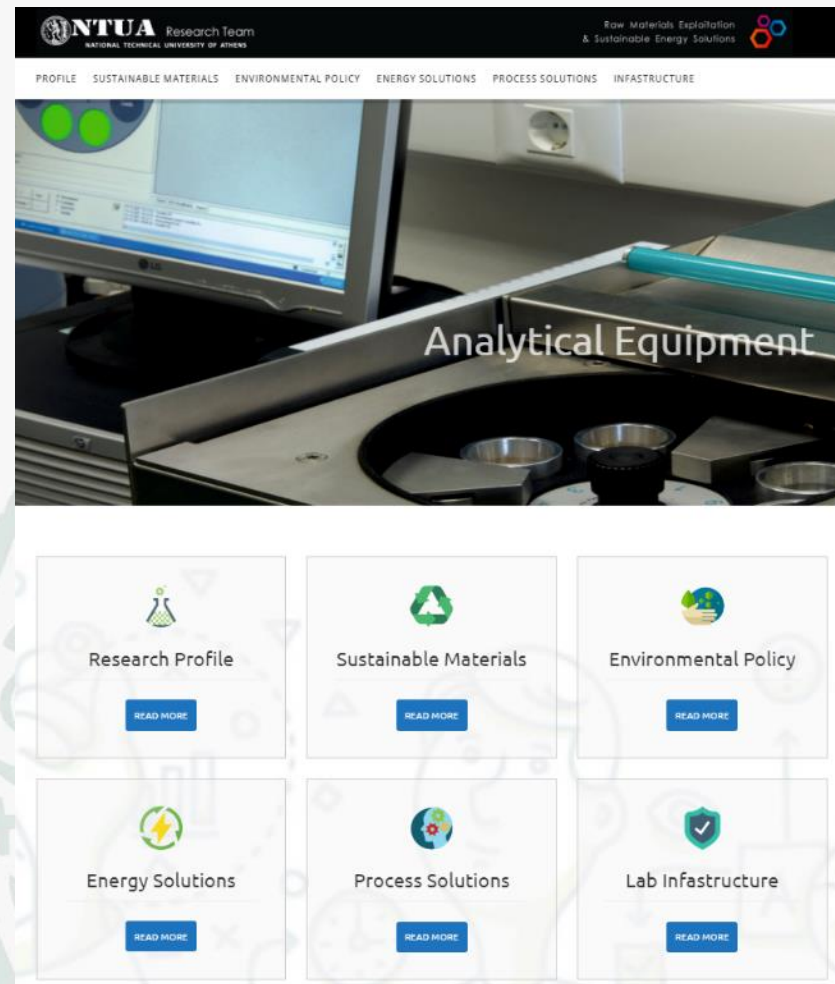 NTUA Research Team
NATIONAL TECHNICAL UNIVERSITY OF ATHENS
Raw Materials Exploitation
& Sustainable Energy Solutions
PROFILE SUSTAINABLE MATERIALS ENVIRONMENTAL POLICY ENERGY SOLUTIONS PROCESS SOLUTIONS INFASTRUCTURE
LG
Analytical Equipment
Research Profile
READ MORE
Sustainable Materials
READ MORE
Environmental Policy
READ MORE
Energy Solutions
READ MORE
Process Solutions
READ MORE
Lab Infastructure
READ MORE